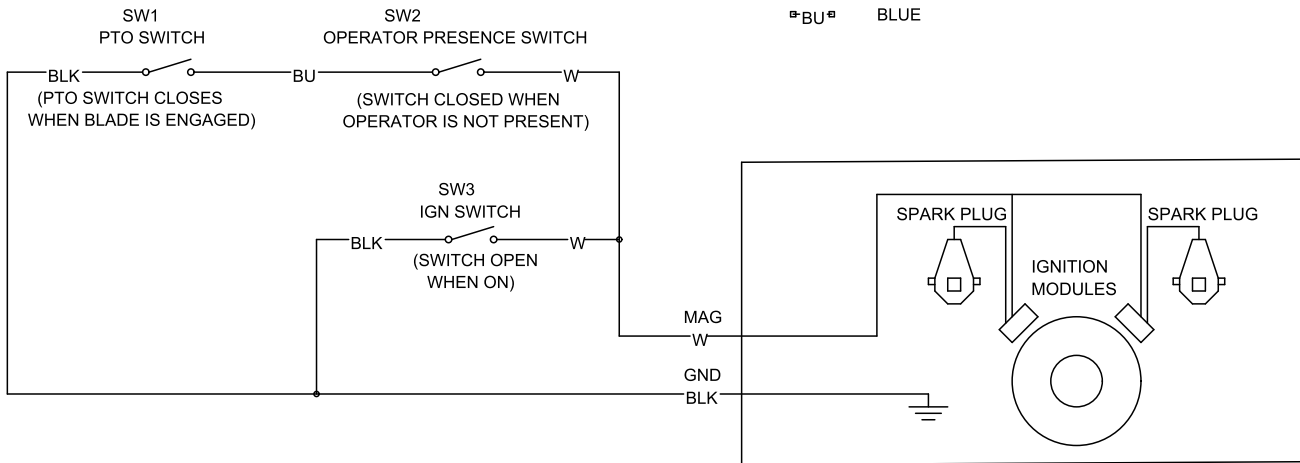 SW1
PTO SWITCH
SW2
OPERATOR PRESENCE SWITCH
BU BLUE
BLK
BU
W
(PTO SWITCH CLOSES
WHEN BLADE IS ENGAGED)
(SWITCH CLOSED WHEN
OPERATOR IS NOT PRESENT)
SW3
IGN SWITCH
BLK
W
(SWITCH OPEN
WHEN ON)
SPARK PLUG
SPARK PLUG
IGNITION
MODULES
MAG
W
GND
BLK